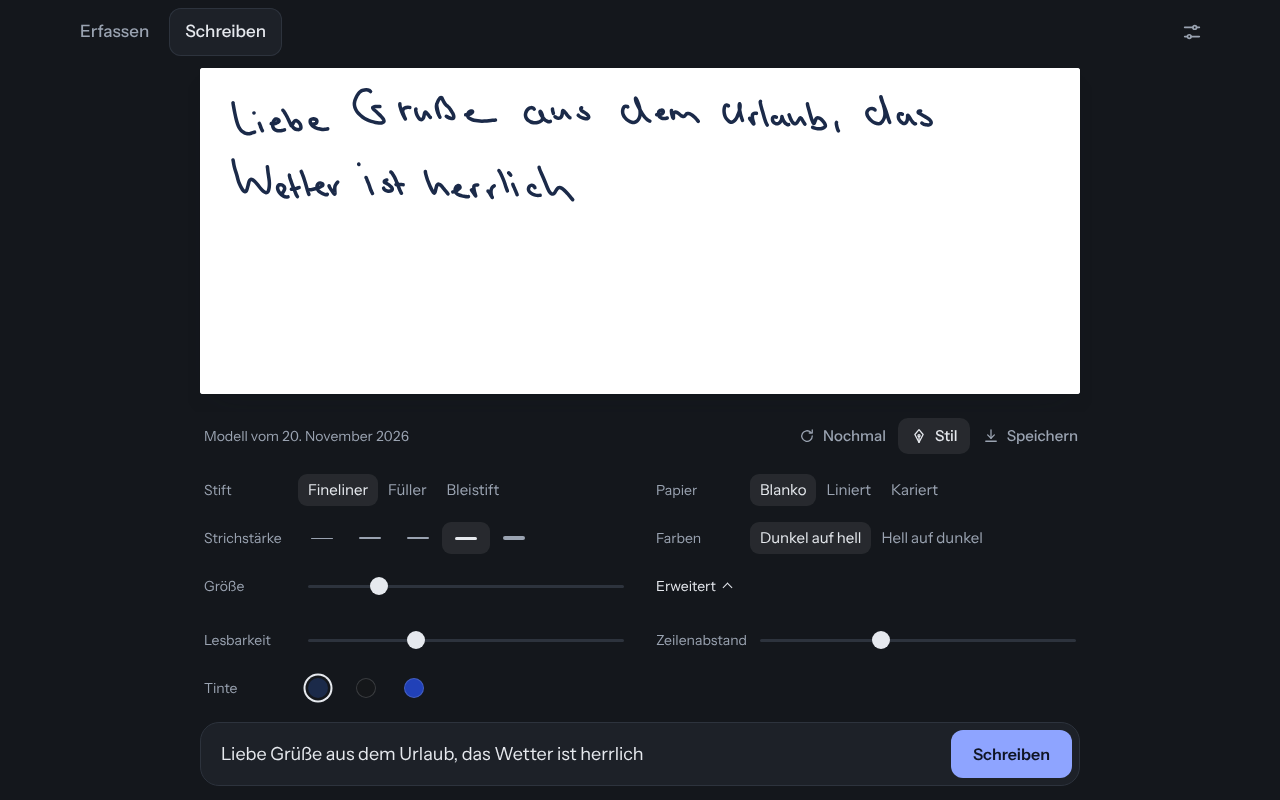 Erfassen Schreiben
Liebe Gruße aus dem Urlaub, das
Wetter ist herrlich
Modell vom 20. November 2026 Nochmal Stil Speichern
Stift Fineliner Füller Bleistift Papier Blanko Liniert Kariert
Strichstärke Farben Dunkel auf hell Hell auf dunkel
Größe Erweitert
Lesbarkeit Zeilenabstand
Tinte
Liebe Grüße aus dem Urlaub, das Wetter ist herrlich Schreiben